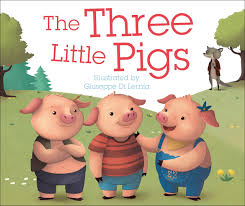 The Three
Little Pigs
Illustrated by
Giuseppe Di Lernia